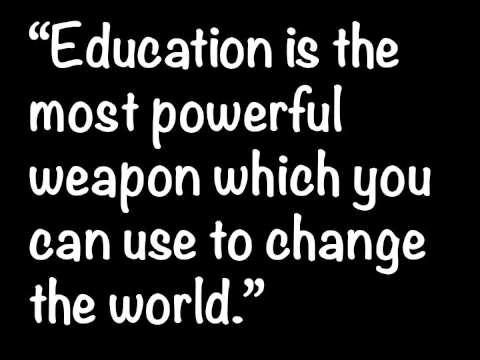 “Education is the
most powerful
weapon which you
can use to change
the world.”